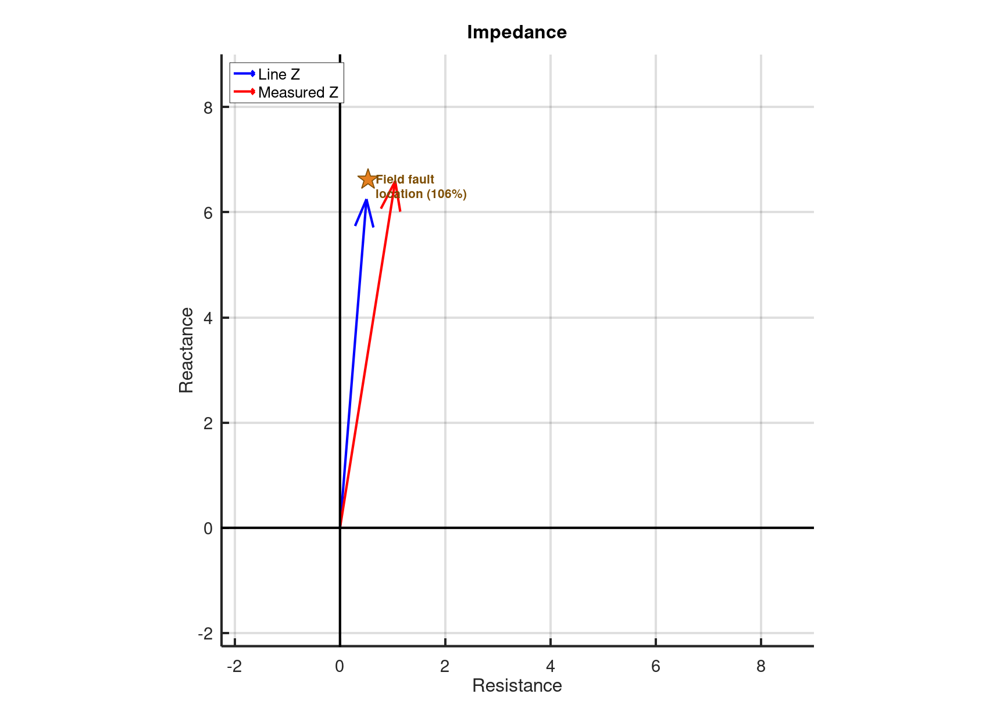 Impedance
Line Z
Measured Z
8
6
4
2
0
-2
Reactance
Field fault
location (106%)
-2
0
2
4
6
8
Resistance